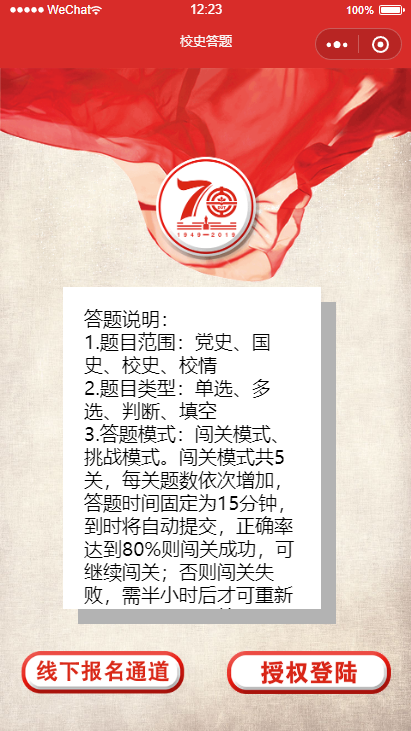 WeChat
12:23
100%
校史答题
70
1949—2019
答题说明：
1.题目范围：党史、国
史、校史、校情
2.题目类型：单选、多
选、判断、填空
3.答题模式：闯关模式、
挑战模式。闯关模式共5
关，每关题数依次增加，
答题时间固定为15分钟，
到时将自动提交，正确率
达到80%则闯关成功，可
继续闯关；否则闯关失
败，需半小时后才可重新
线下报名通道
授权登陆